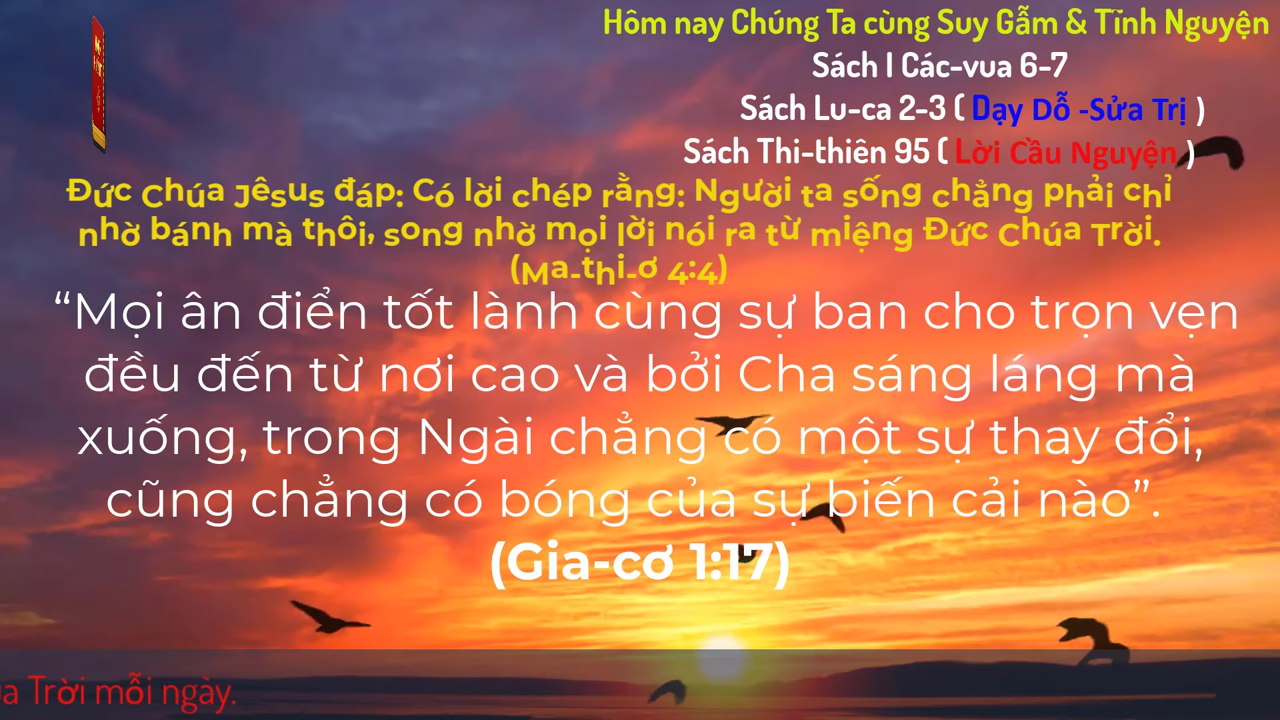 Hôm nay Chúng Ta cùng Suy Gẫm & Tĩnh Nguyện
Sách I Các-vua 6-7
Sách Lu-ca 2-3 ( Dạy Dỗ -Sửa Trị )
Sách Thi-thiên 95 ( Lời Cầu Nguyện )
Đức Chúa Jêsus đáp: Có lời chép rằng: Người ta sống chẳng phải chỉ
nhờ bánh mà thôi, song nhờ mọi lời nói ra từ miệng Đức Chúa Trời.
(Ma-thi-ơ 4:4)
“Mọi ân điển tốt lành cùng sự ban cho trọn vẹn
đều đến từ nơi cao và bởi Cha sáng láng mà
xuống, trong Ngài chẳng có một sự thay đổi,
cũng chẳng có bóng của sự biến cải nào”.
(Gia-cơ 1:17)
Trời mỗi ngày.